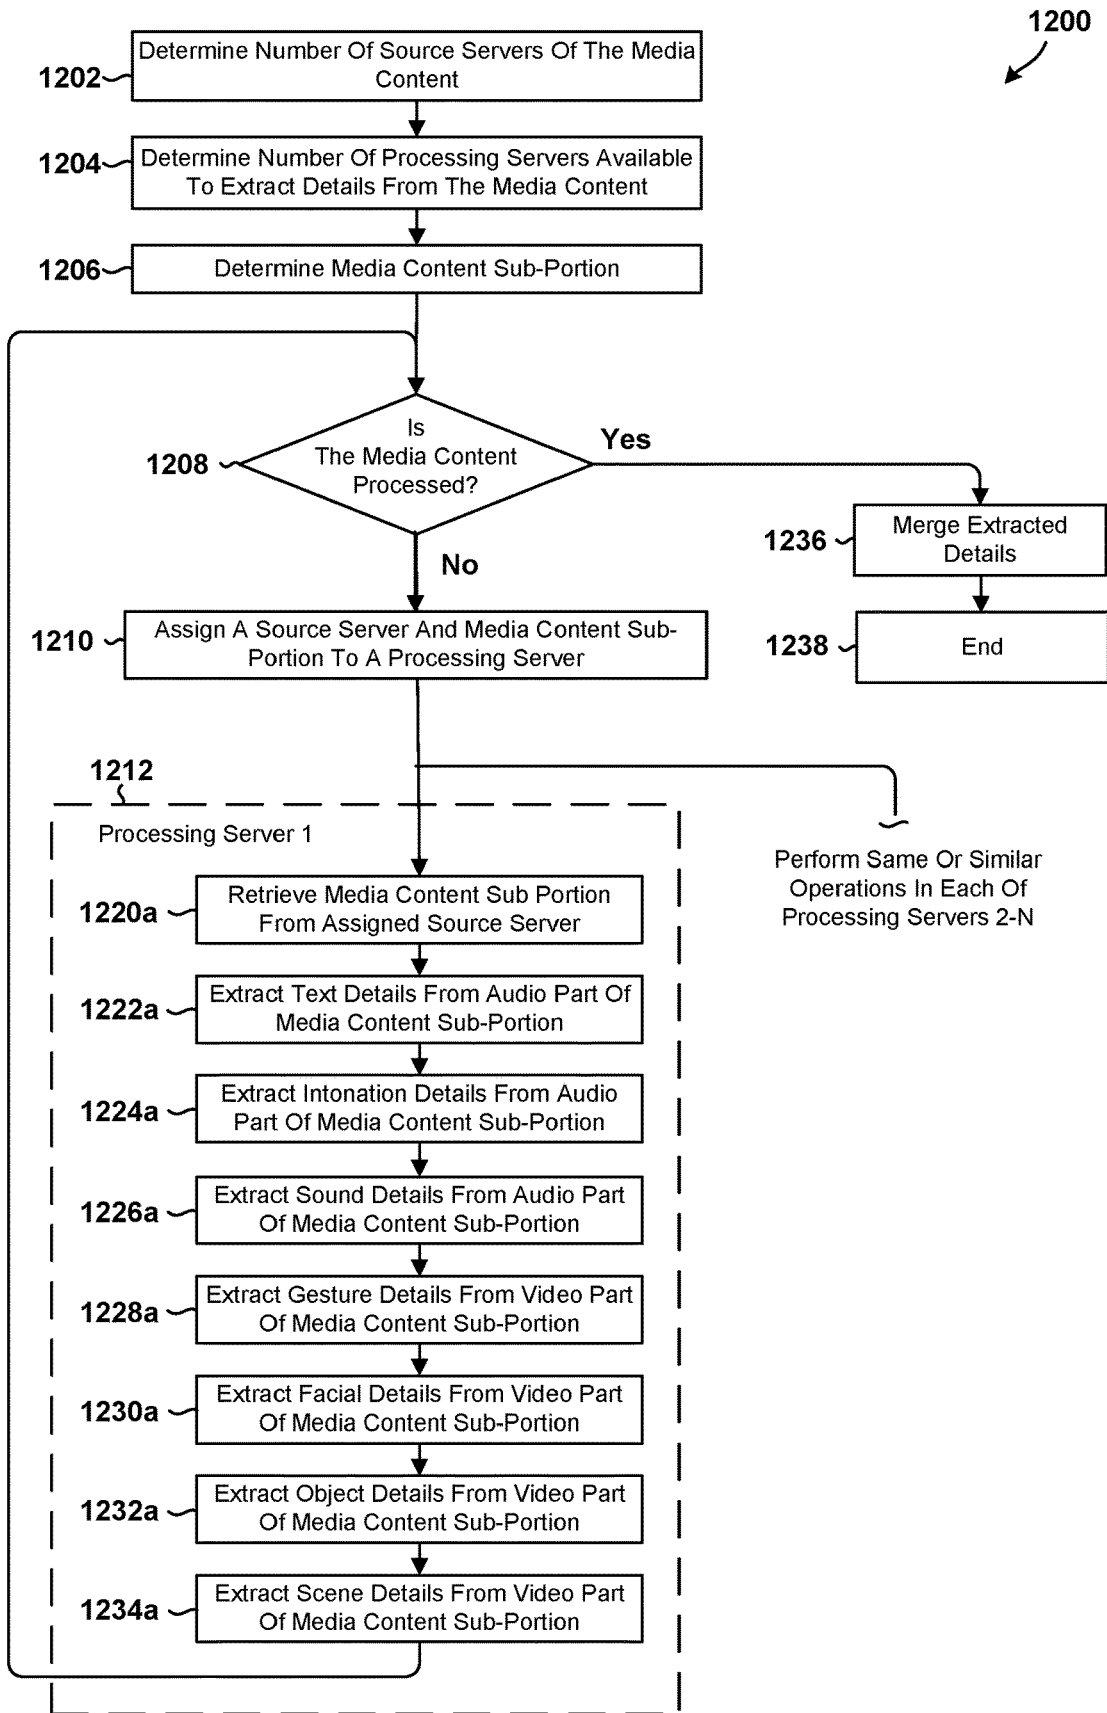 1200
Determine Number Of Source Servers Of The Media
Content
1202
Determine Number Of Processing Servers Available
To Extract Details From The Media Content
1204
Determine Media Content Sub-Portion
1206
Is
The Media Content
Processed?
1208
Yes
No
Merge Extracted
Details
1236
End
1238
Assign A Source Server And Media Content Sub-
Portion To A Processing Server
1210
1212
Processing Server 1
Perform Same Or Similar
Operations In Each Of
Processing Servers 2-N
Retrieve Media Content Sub Portion
From Assigned Source Server
1220a
Extract Text Details From Audio Part Of
Media Content Sub-Portion
1222a
Extract Intonation Details From Audio
Part Of Media Content Sub-Portion
1224a
Extract Sound Details From Audio Part
Of Media Content Sub-Portion
1226a
Extract Gesture Details From Video Part
Of Media Content Sub-Portion
1228a
Extract Facial Details From Video Part
Of Media Content Sub-Portion
1230a
Extract Object Details From Video Part
Of Media Content Sub-Portion
1232a
Extract Scene Details From Video Part
Of Media Content Sub-Portion
1234a